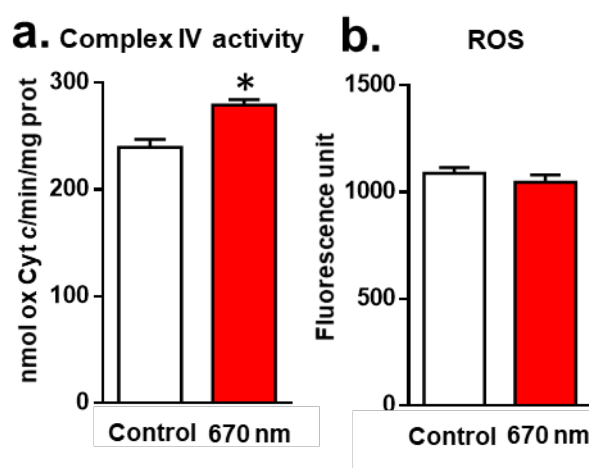 a. Complex IV activity
nmol ox Cyt c/min/mg prot
300
200
100
0
*
Control 670 nm
b. ROS
Fluorescence unit
1500
1000
500
0
Control 670 nm